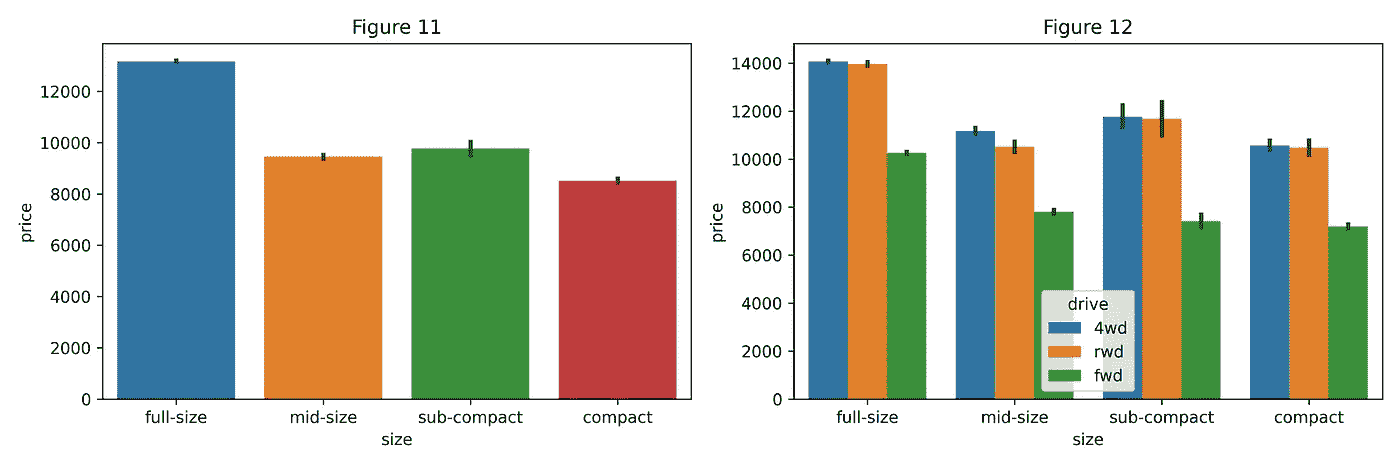 Figure 11
price
12000
10000
8000
6000
4000
2000
0
full-size mid-size sub-compact compact
size
Figure 12
price
14000
12000
10000
8000
6000
4000
2000
0
drive
4wd
rwd
fwd
full-size mid-size sub-compact compact
size